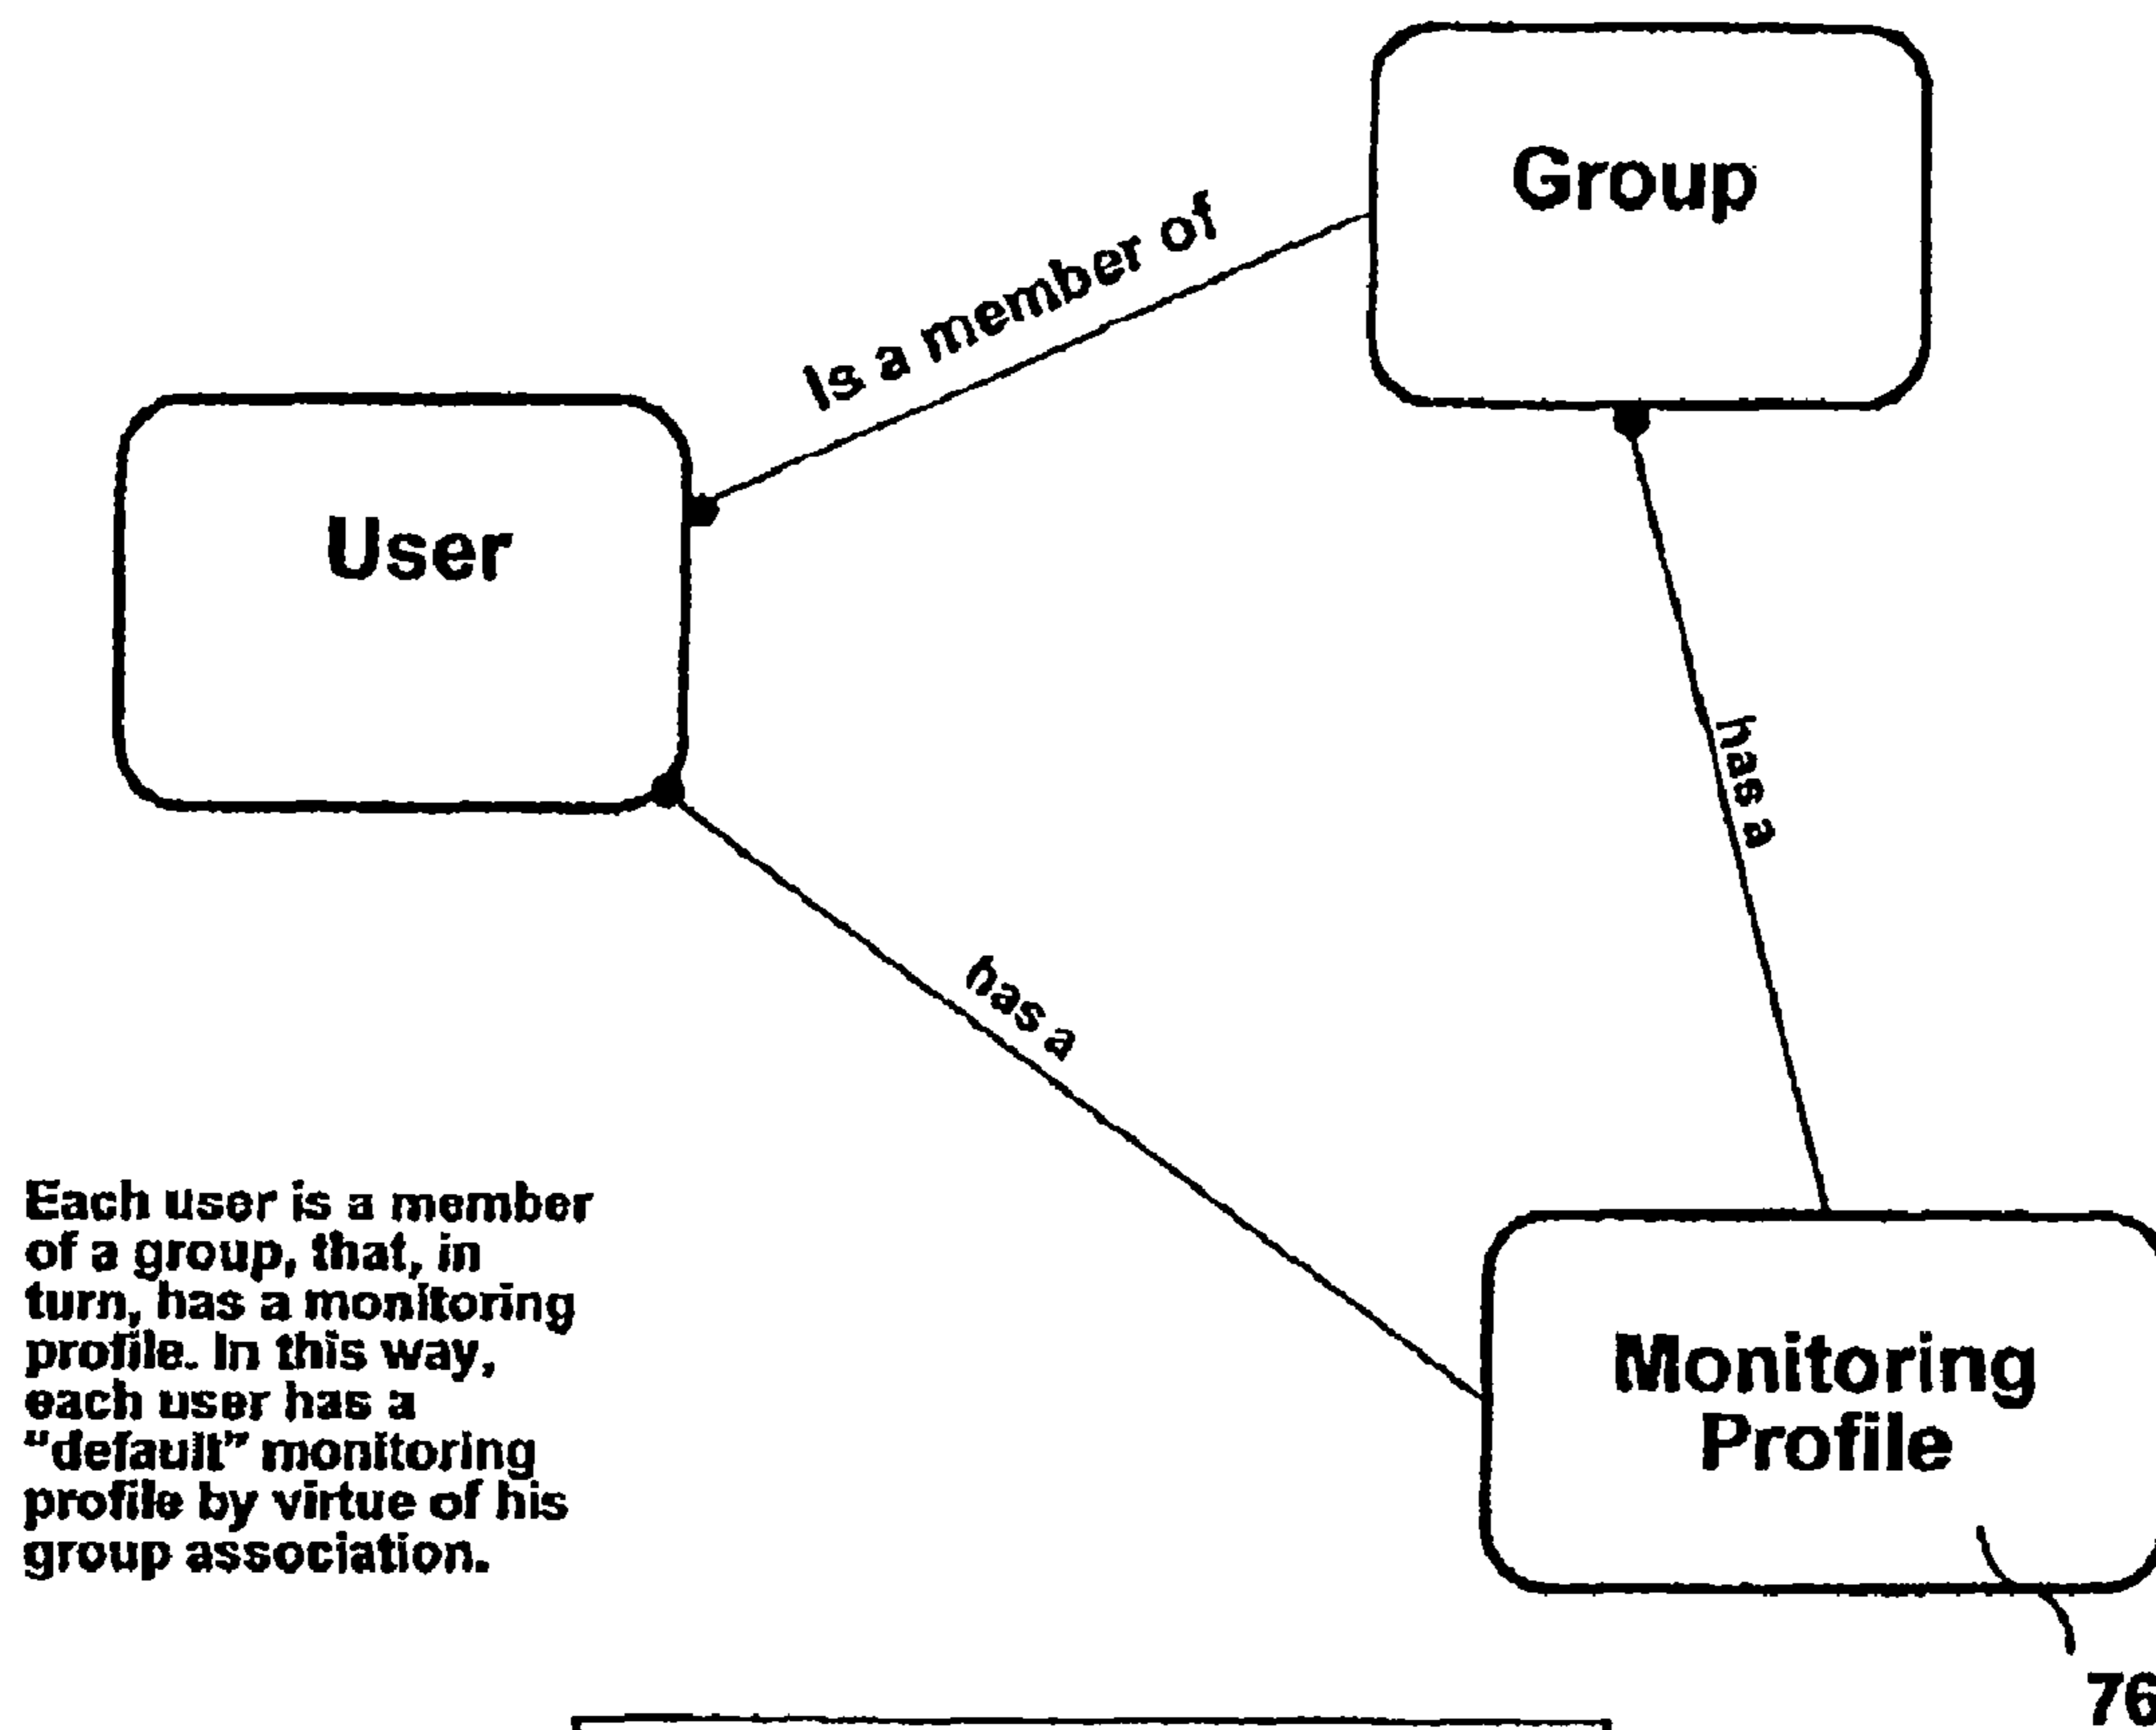 Group
Is a member of
User
has a
has a
Each user is a member
of a group, that, in
turn, has a monitoring
profile. In this way,
each user has a
“default” monitoring
profile by virtue of his
group association.
Monitoring
Profile
76